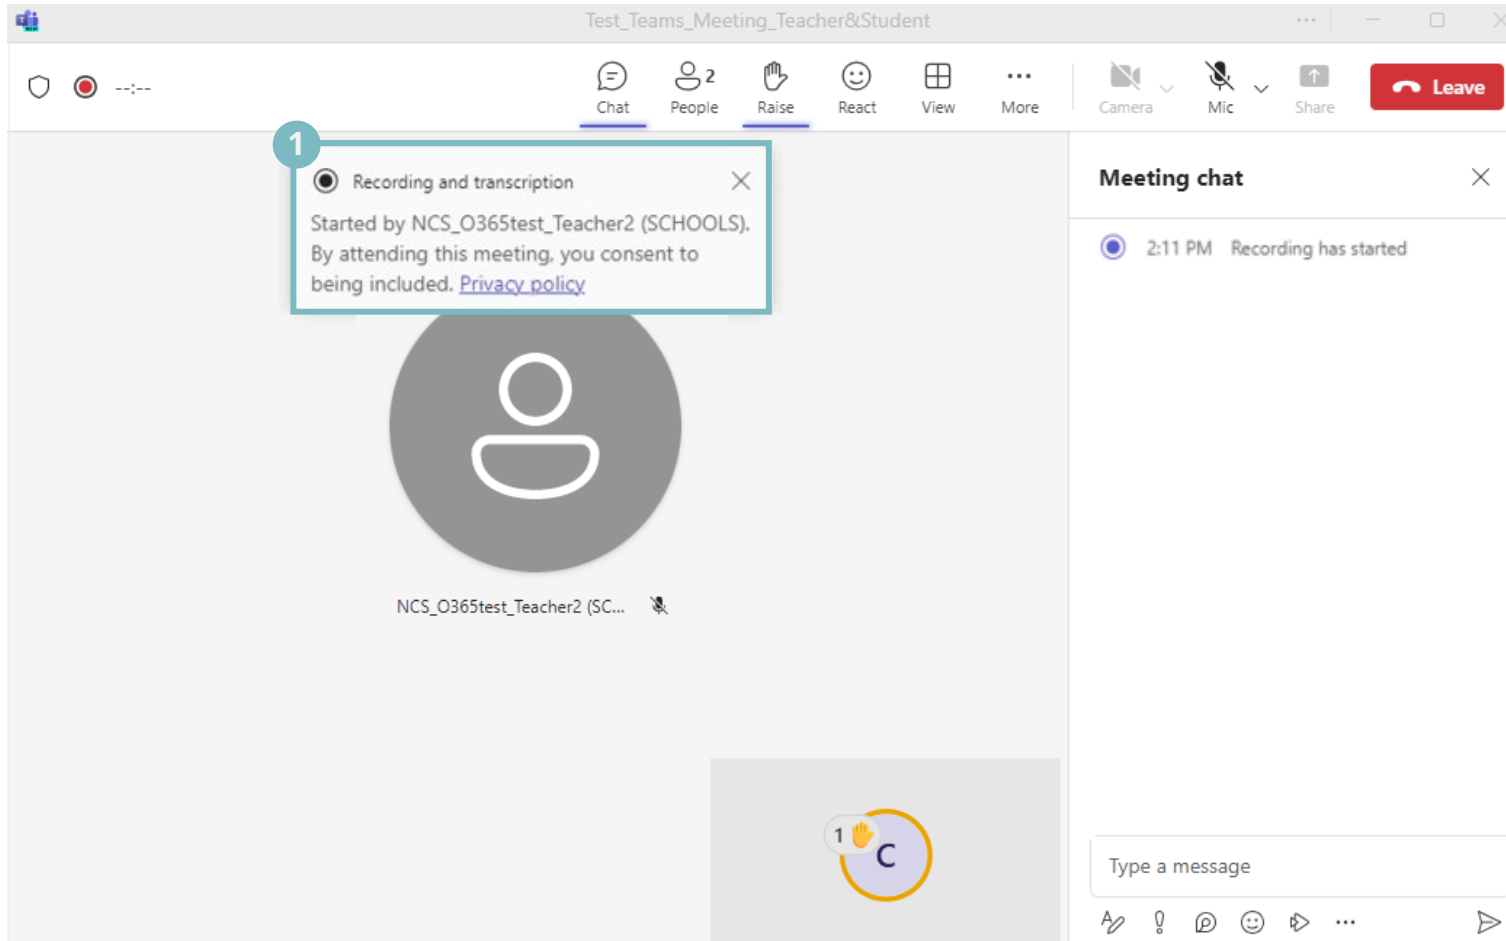 Test_Teams_Meeting_Teacher&Student
--:--
Chat
2
People
Raise
React
View
More
Camera
Mic
Share
Leave
1
Recording and transcription
Started by NCS_O365test_Teacher2 (SCHOOLS).
By attending this meeting, you consent to
being included. Privacy policy
NCS_O365test_Teacher2 (SC...
1
C
Meeting chat
2:11 PM Recording has started
Type a message